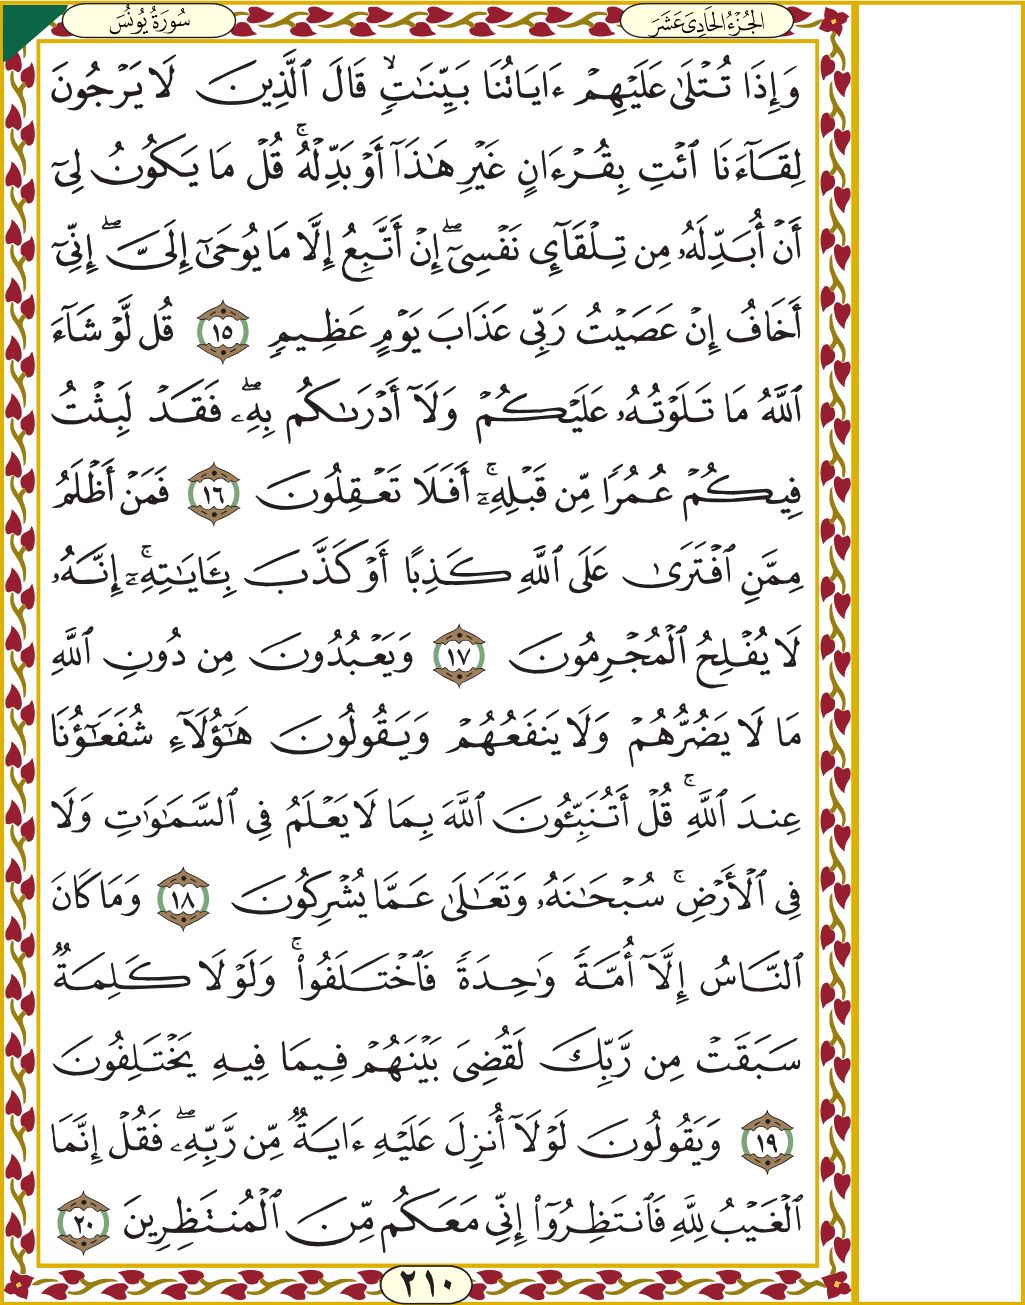 سُورَةُ يُونُسَ
الجُزْءُ الحَادِىَ عَشَرَ
وَإِذَا تُتْلَىٰ عَلَيْهِمْ ءَايَاتُنَا بَيِّنَٰتٍۙ قَالَ ٱلَّذِينَ لَا يَرْجُونَ
لِقَآءَنَا ٱئْتِ بِقُرْءَانٍ غَيْرِ هَٰذَآ أَوْ بَدِّلْهُۚ قُلْ مَا يَكُونُ لِىٓ
أَنْ أُبَدِّلَهُۥ مِن تِلْقَآئِ نَفْسِىٓۖ إِنْ أَتَّبِعُ إِلَّا مَا يُوحَىٰٓ إِلَىَّۖ إِنِّىٓ
أَخَافُ إِنْ عَصَيْتُ رَبِّى عَذَابَ يَوْمٍ عَظِيمٍ ١٥ قُل لَّوْ شَآءَ
ٱللَّهُ مَا تَلَوْتُهُۥ عَلَيْكُمْ وَلَآ أَدْرَىٰكُم بِهِۦۖ فَقَدْ لَبِثْتُ
فِيكُمْ عُمُرًا مِّن قَبْلِهِۦٓۚ أَفَلَا تَعْقِلُونَ ١٦ فَمَنْ أَظْلَمُ
مِمَّنِ ٱفْتَرَىٰ عَلَى ٱللَّهِ كَذِبًا أَوْ كَذَّبَ بِـَٔايَٰتِهِۦٓۚ إِنَّهُۥ
لَا يُفْلِحُ ٱلْمُجْرِمُونَ ١٧ وَيَعْبُدُونَ مِن دُونِ ٱللَّهِ
مَا لَا يَضُرُّهُمْ وَلَا يَنفَعُهُمْ وَيَقُولُونَ هَٰٓؤُلَآءِ شُفَعَٰٓؤُنَا
عِندَ ٱللَّهِۚ قُلْ أَتُنَبِّـُٔونَ ٱللَّهَ بِمَا لَا يَعْلَمُ فِى ٱلسَّمَٰوَٰتِ وَلَا
فِى ٱلْأَرْضِۚ سُبْحَٰنَهُۥ وَتَعَٰلَىٰ عَمَّا يُشْرِكُونَ ١٨ وَمَا كَانَ
ٱلنَّاسُ إِلَّآ أُمَّةً وَٰحِدَةً فَٱخْتَلَفُوا۟ۚ وَلَوْلَا كَلِمَةٌ
سَبَقَتْ مِن رَّبِّكَ لَقُضِىَ بَيْنَهُمْ فِيمَا فِيهِ يَخْتَلِفُونَ
١٩ وَيَقُولُونَ لَوْلَآ أُنزِلَ عَلَيْهِ ءَايَةٌ مِّن رَّبِّهِۦۖ فَقُلْ إِنَّمَا
ٱلْغَيْبُ لِلَّهِ فَٱنتَظِرُوٓا۟ إِنِّى مَعَكُم مِّنَ ٱلْمُنتَظِرِينَ ٢٠
٢١٠